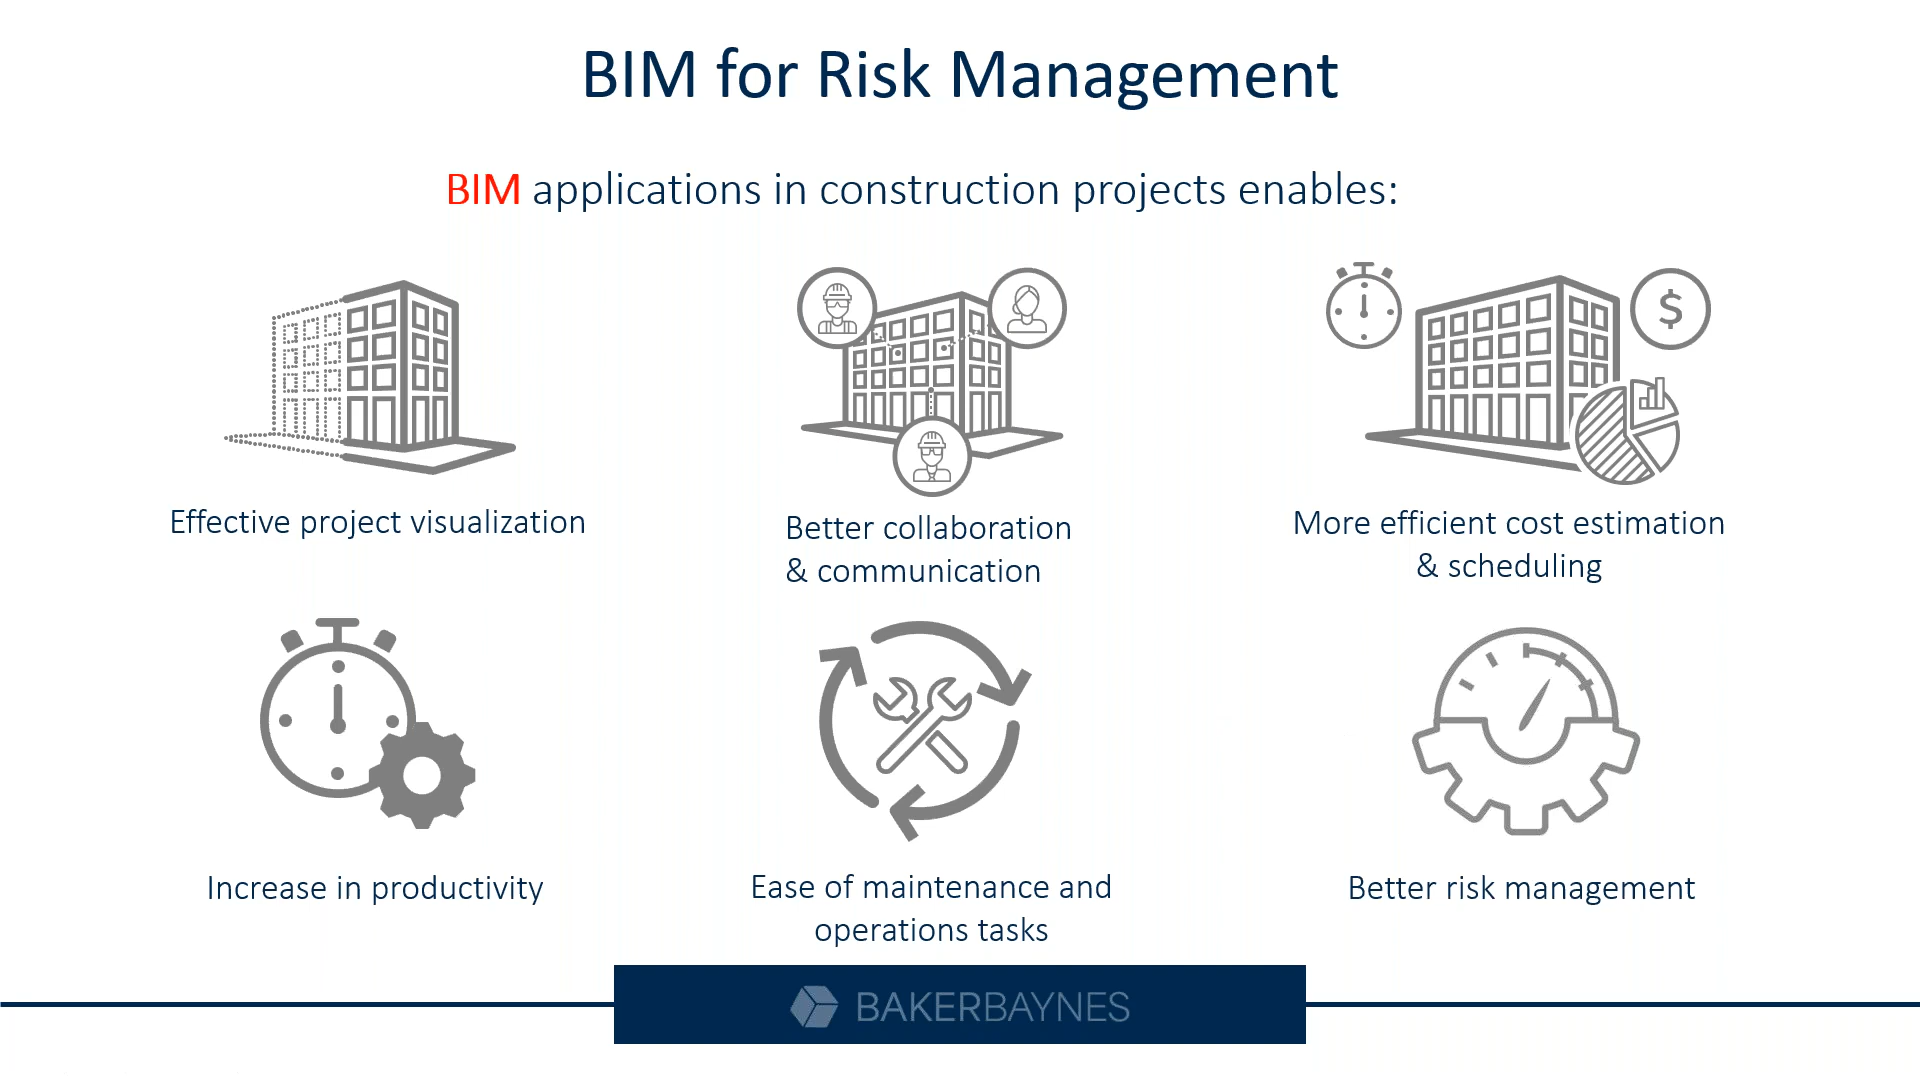 BIM for Risk Management
BIM applications in construction projects enables:
$
Effective project visualization
Better collaboration
& communication
More efficient cost estimation
& scheduling
Increase in productivity
Ease of maintenance and
operations tasks
Better risk management
BAKERBAYNES